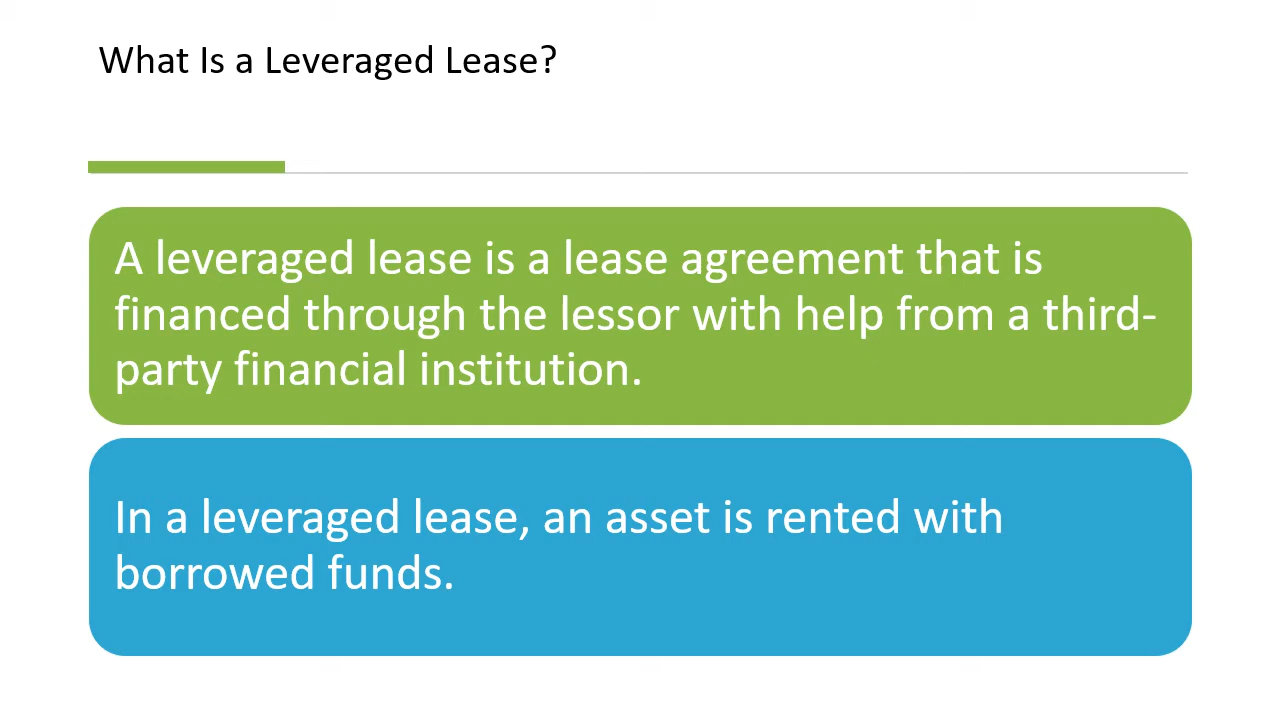 What Is a Leveraged Lease?
A leveraged lease is a lease agreement that is
financed through the lessor with help from a third-
party financial institution.
In a leveraged lease, an asset is rented with
borrowed funds.